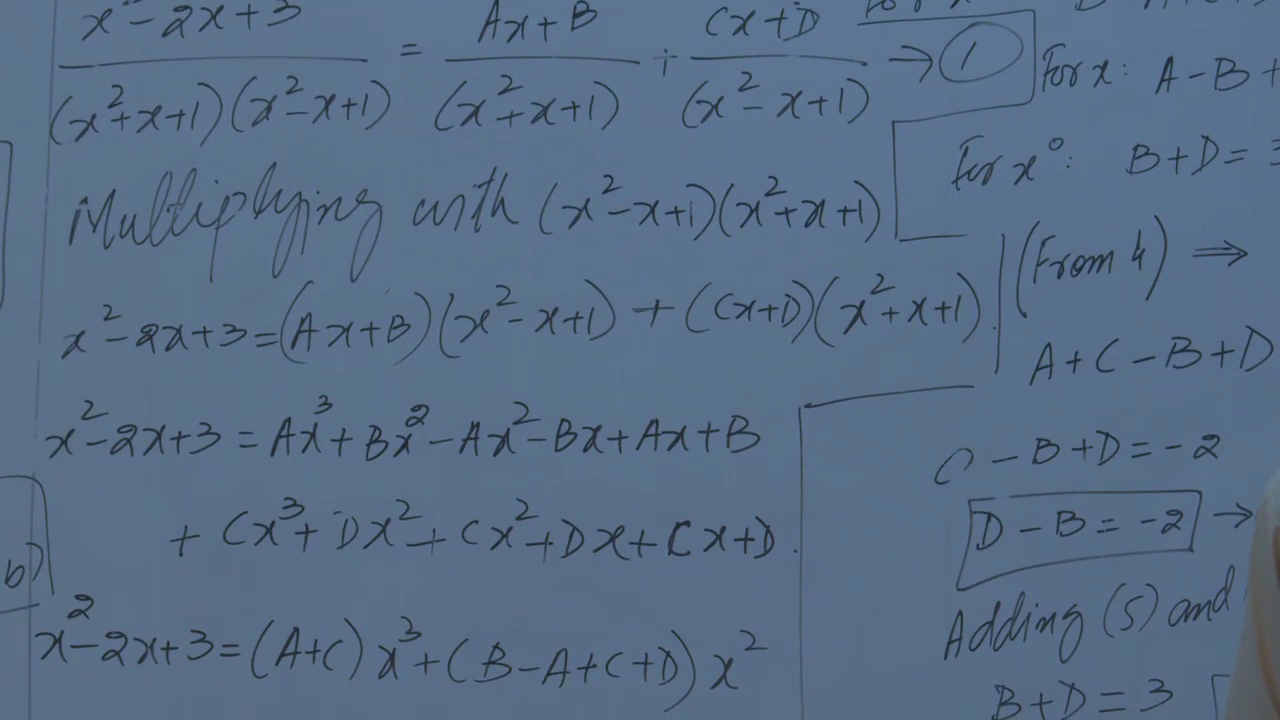 x² - 2x + 3 / (x² + x + 1)(x² - x + 1) = Ax + B / (x² + x + 1) + Cx + D / (x² - x + 1) → ①
Multiplying with (x² - x + 1)(x² + x + 1)
x² - 2x + 3 = (Ax + B)(x² - x + 1) + (Cx + D)(x² + x + 1).
x² - 2x + 3 = Ax³ + Bx² - Ax² - Bx + Ax + B
+ Cx³ + Dx² + Cx² + Dx + Cx + D.
b)
x² - 2x + 3 = (A+C) x³ + (B - A + C + D) x²
For x: A - B +
For x⁰: B + D = 3
(From 4) ⇒
A + C - B + D
C - B + D = -2
D - B = -2 →
Adding (5) and
B + D = 3